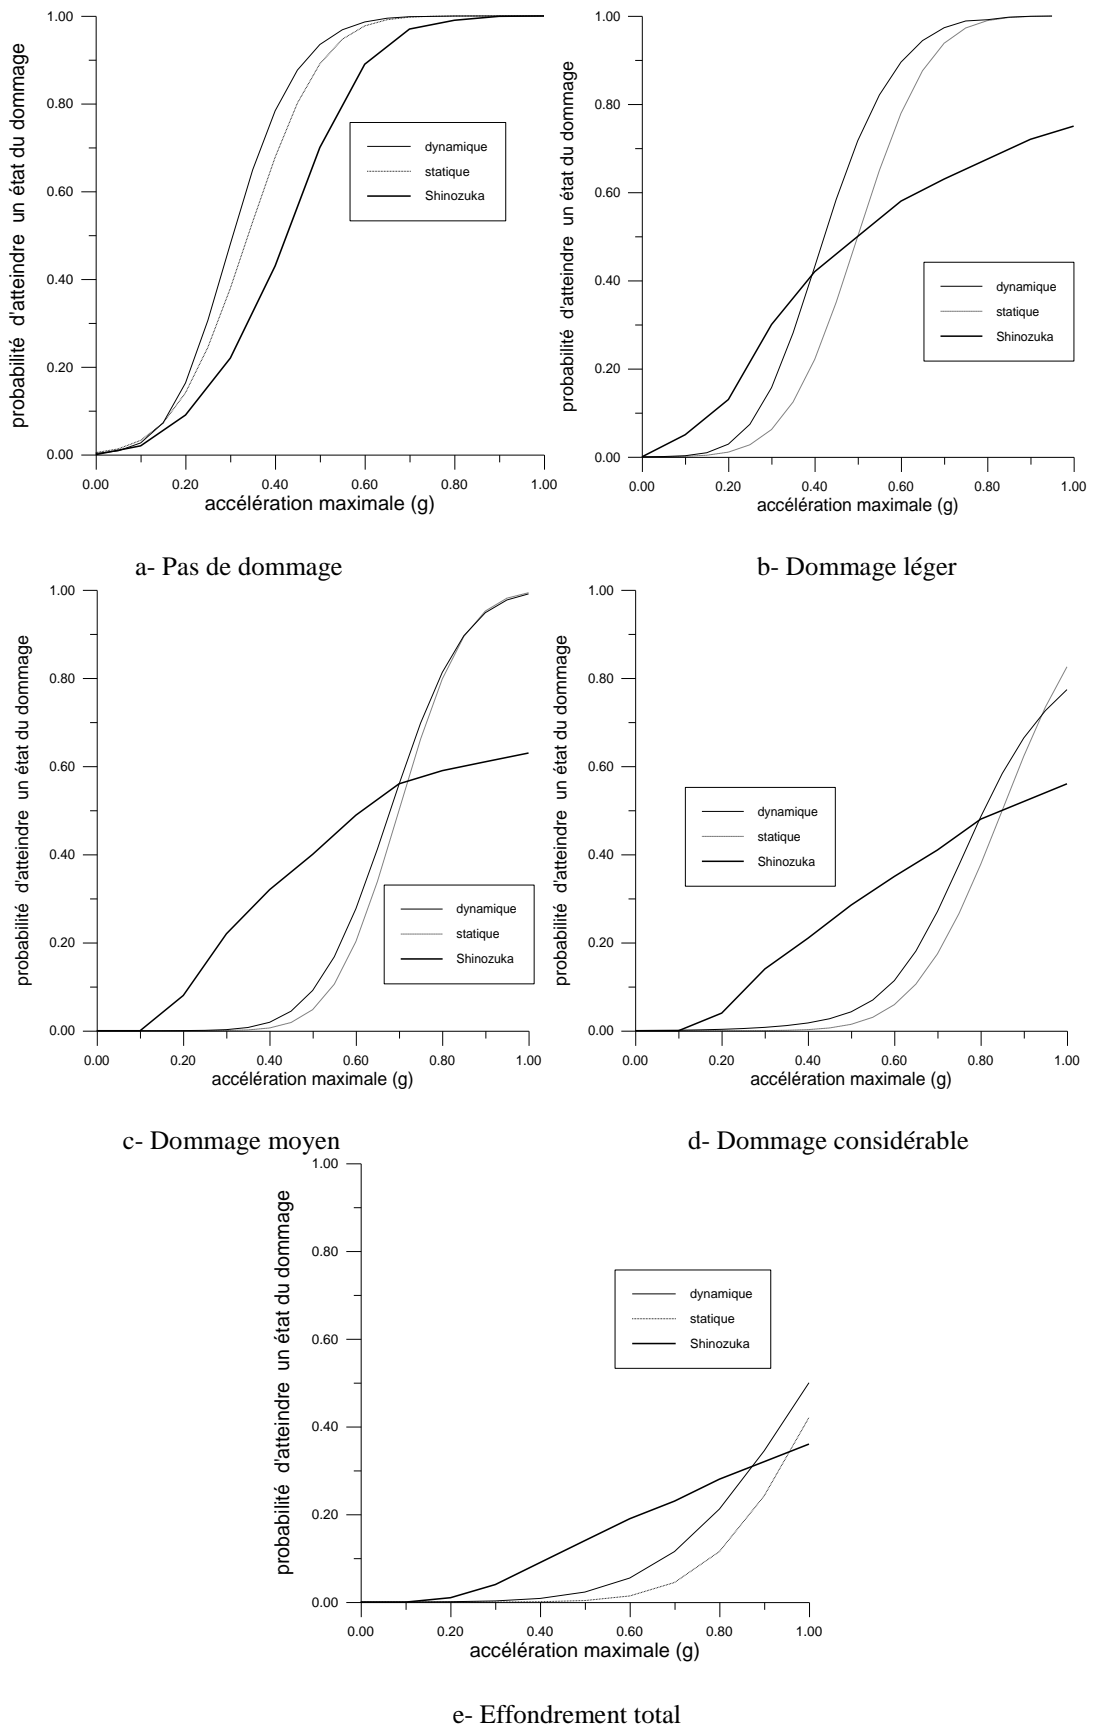 1.00
0.80
0.60
0.40
0.20
0.00
probabilité d'atteindre un état du dommage
dynamique
statique
Shinozuka
0.00 0.20 0.40 0.60 0.80 1.00
accélération maximale (g)
a- Pas de dommage
1.00
0.80
0.60
0.40
0.20
0.00
probabilité d'atteindre un état du dommage
dynamique
statique
Shinozuka
0.00 0.20 0.40 0.60 0.80 1.00
accélération maximale (g)
b- Dommage léger
1.00
0.80
0.60
0.40
0.20
0.00
probabilité d'atteindre un état du dommage
dynamique
statique
Shinozuka
0.00 0.20 0.40 0.60 0.80 1.00
accélération maximale (g)
c- Dommage moyen
1.00
0.80
0.60
0.40
0.20
0.00
probabilité d'atteindre un état du dommage
dynamique
statique
Shinozuka
0.00 0.20 0.40 0.60 0.80 1.00
accélération maximale (g)
d- Dommage considérable
1.00
0.80
0.60
0.40
0.20
0.00
probabilité d'atteindre un état du dommage
dynamique
statique
Shinozuka
0.00 0.20 0.40 0.60 0.80 1.00
accélération maximale (g)
e- Effondrement total